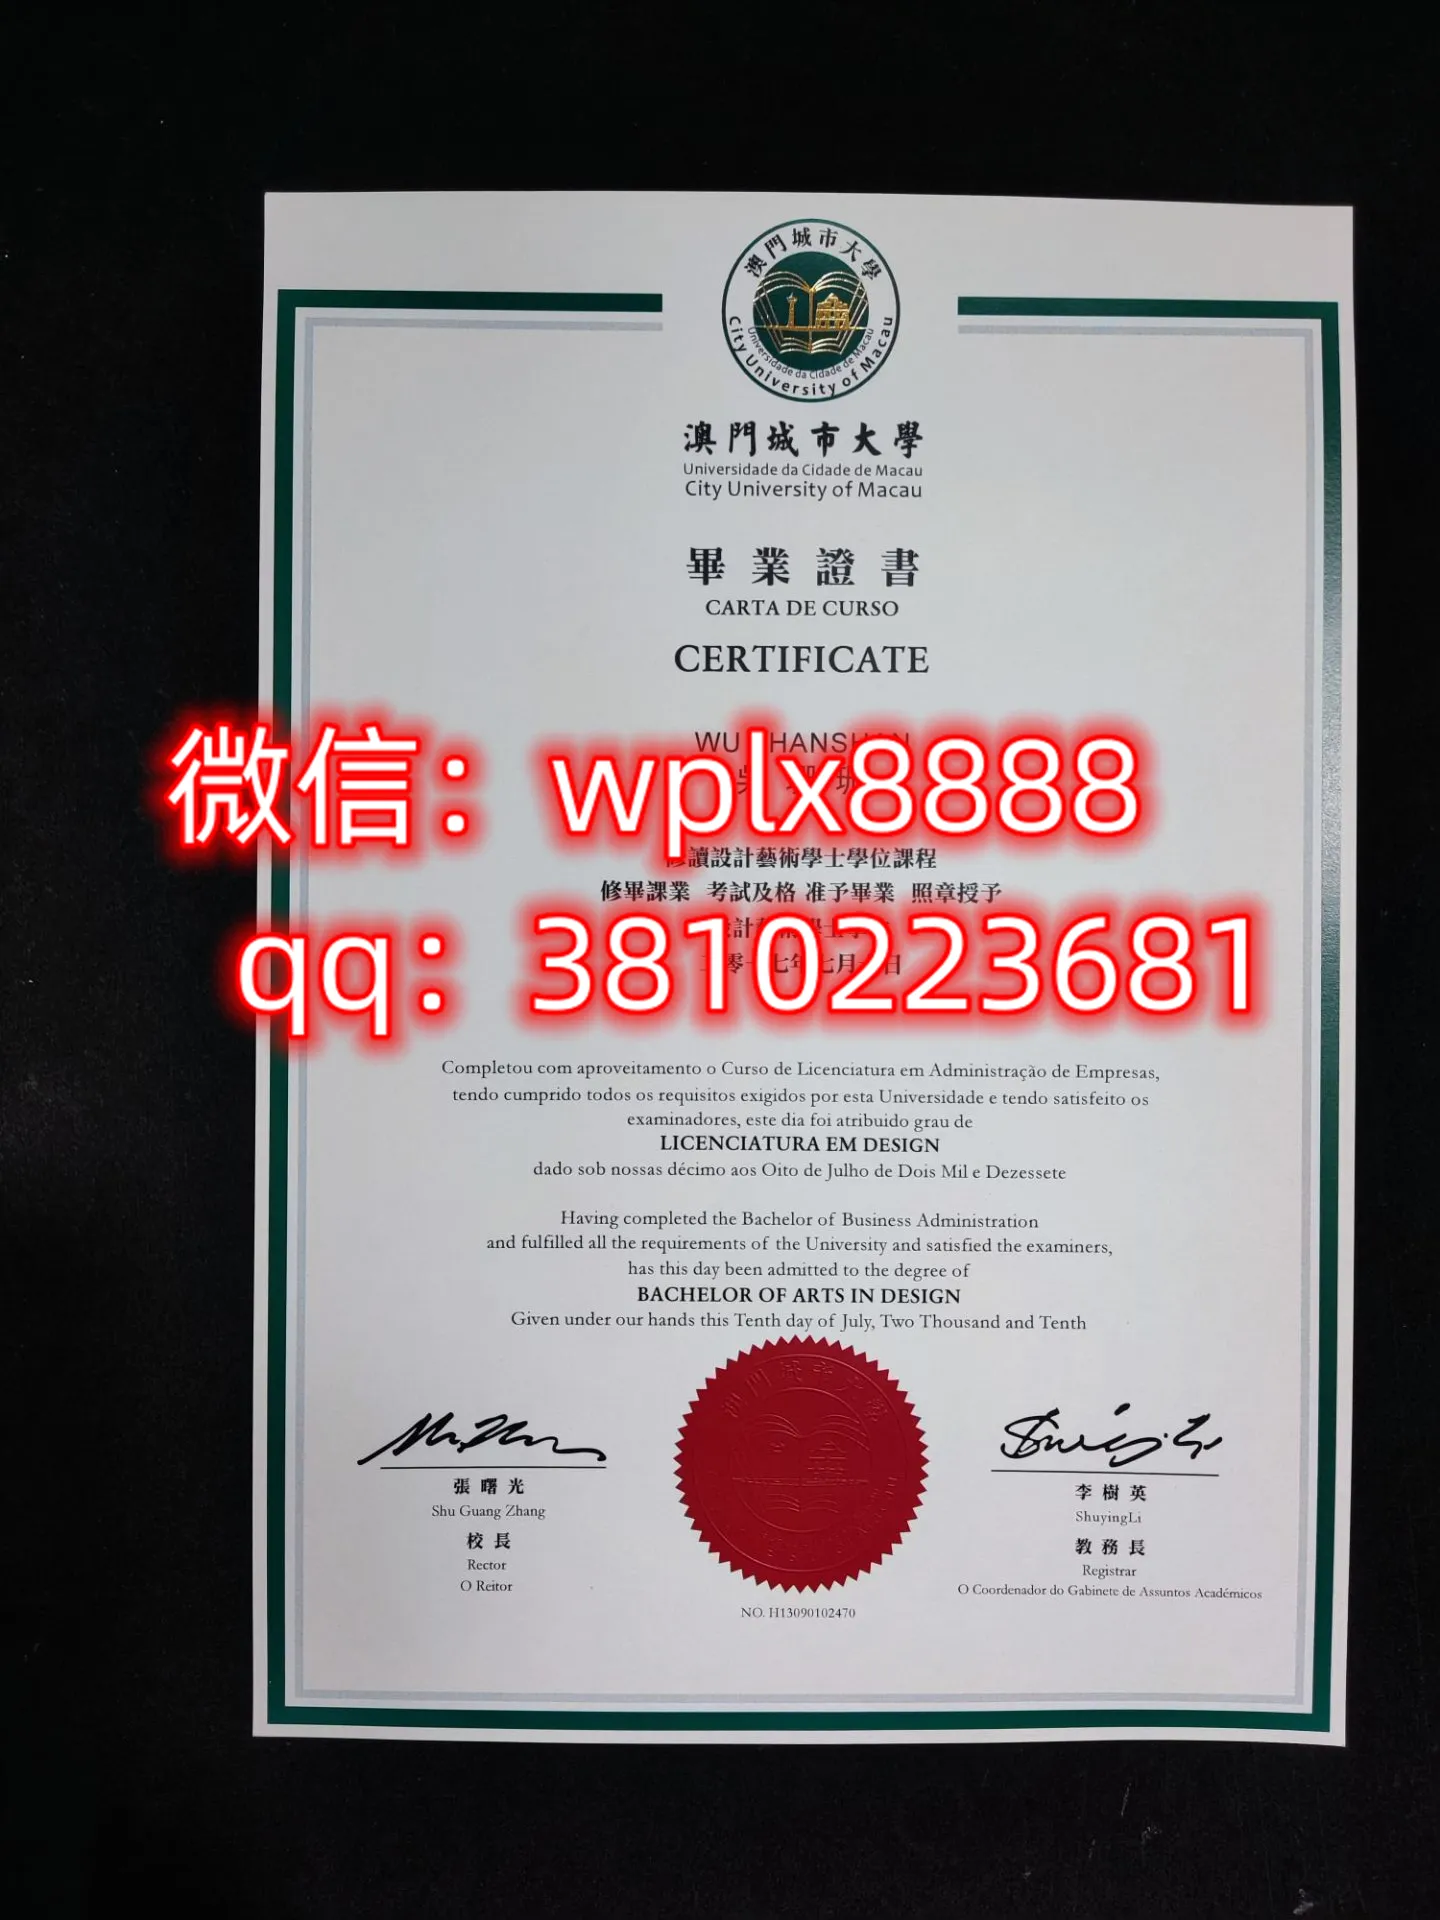 澳門城市大學
Universidade da Cidade de Macau
City University of Macau
澳門城市大學
Universidade da Cidade de Macau
City University of Macau
畢業證書
CARTA DE CURSO
CERTIFICATE
WU
微信：wplx8888
讀設計藝術學士學位課程
修畢課業 考試及格 准予畢業 照章授予
qq：3810223681
Completou com aproveitamento o Curso de Licenciatura em Administração de Empresas,
tendo cumprido todos os requisitos exigidos por esta Universidade e tendo satisfeito os
examinadores, este dia foi atribuido grau de
LICENCIATURA EM DESIGN
dado sob nossas décimo aos Oito de Julho de Dois Mil e Dezessete
Having completed the Bachelor of Business Administration
and fulfilled all the requirements of the University and satisfied the examiners,
has this day been admitted to the degree of
BACHELOR OF ARTS IN DESIGN
Given under our hands this Tenth day of July, Two Thousand and Tenth
張曙光
Shu Guang Zhang
校長
Rector
O Reitor
李樹英
ShuyingLi
教務長
Registrar
O Coordenador do Gabinete de Assuntos Académicos
NO. H13090102470